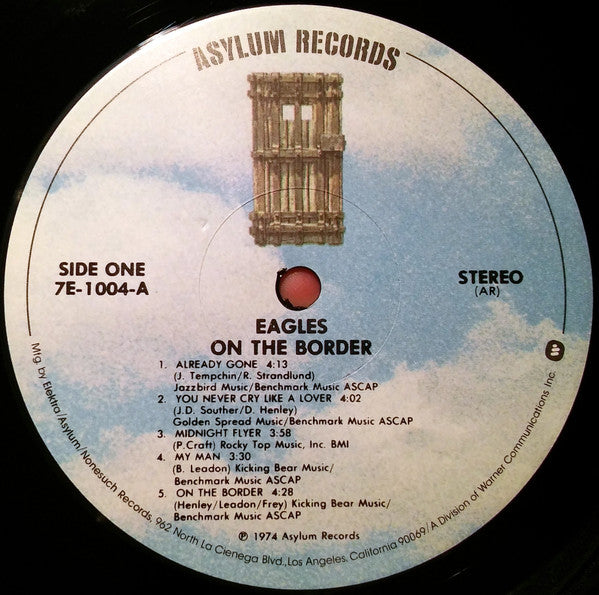 ASYLUM RECORDS
SIDE ONE
7E-1004-A
STEREO
(AR)
EAGLES
ON THE BORDER
1. ALREADY GONE 4:13
(J. Tempchin/R. Strandlund)
Jazzbird Music/Benchmark Music ASCAP
2. YOU NEVER CRY LIKE A LOVER 4:02
(J.D. Souther/D. Henley)
Golden Spread Music/Benchmark Music ASCAP
3. MIDNIGHT FLYER 3:58
(P.Craft) Rocky Top Music, Inc. BMI
4. MY MAN 3:30
(B. Leadon) Kicking Bear Music/
Benchmark Music ASCAP
5. ON THE BORDER 4:28
(Henley/Leadon/Frey) Kicking Bear Music/
Benchmark Music ASCAP
℗ 1974 Asylum Records
Mfg. by Elektra/Asylum/Nonesuch Records, 962 North La Cienega Blvd., Los Angeles, California 90069/A Division of Warner Communications Inc.